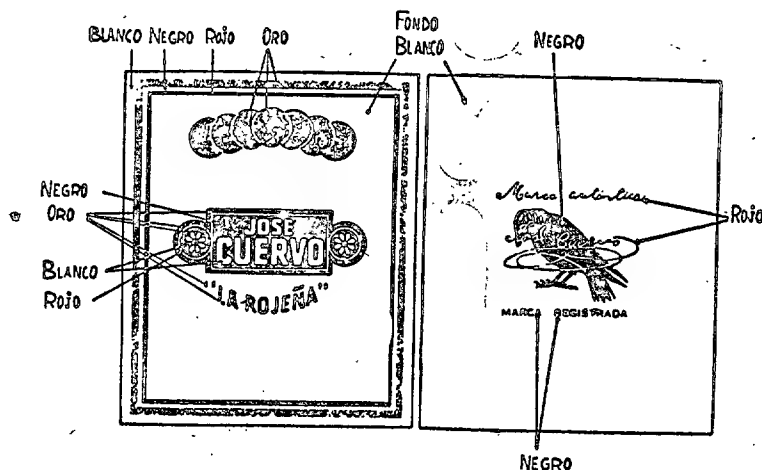 BLANCO NEGRO ROJO ORO
FONDO
BLANCO
NEGRO
NEGRO
ORO
BLANCO
ROJO
JOSE
CUERVO
"LA ROJEÑA"
Marca auténtica
ROJO
MARCA REGISTRADA
NEGRO